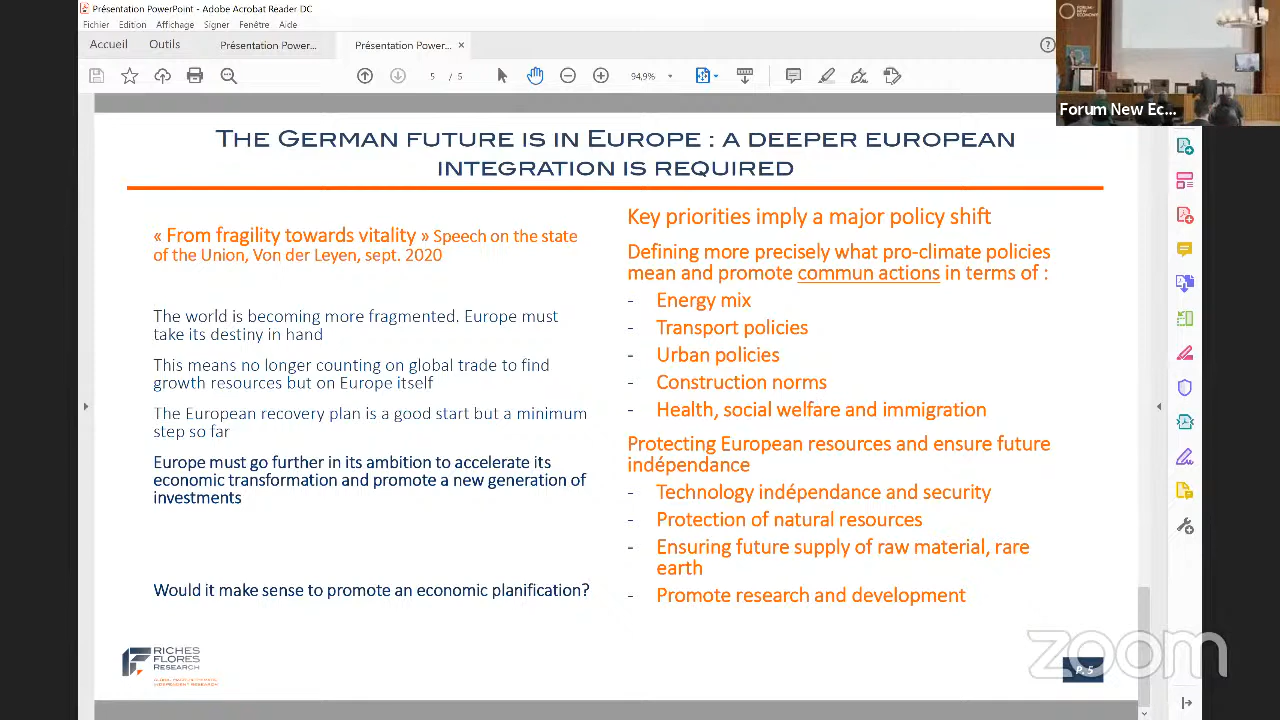 Présentation PowerPoint - Adobe Acrobat Reader DC
Fichier Edition Affichage Signer Fenêtre Aide
Accueil Outils Présentation Power... Présentation Power... ×
5 / 5 94,9%
FORUM NEW ECONOMY
Forum New Ec...
THE GERMAN FUTURE IS IN EUROPE : A DEEPER EUROPEAN
INTEGRATION IS REQUIRED
« From fragility towards vitality » Speech on the state
of the Union, Von der Leyen, sept. 2020
The world is becoming more fragmented. Europe must
take its destiny in hand
This means no longer counting on global trade to find
growth resources but on Europe itself
The European recovery plan is a good start but a minimum
step so far
Europe must go further in its ambition to accelerate its
economic transformation and promote a new generation of
investments
Would it make sense to promote an economic planification?
Key priorities imply a major policy shift
Defining more precisely what pro-climate policies
mean and promote commun actions in terms of :
- Energy mix
- Transport policies
- Urban policies
- Construction norms
- Health, social welfare and immigration
Protecting European resources and ensure future
indépendance
- Technology indépendance and security
- Protection of natural resources
- Ensuring future supply of raw material, rare
earth
- Promote research and development
RICHES
FLORES
RESEARCH
P. 5
zoom